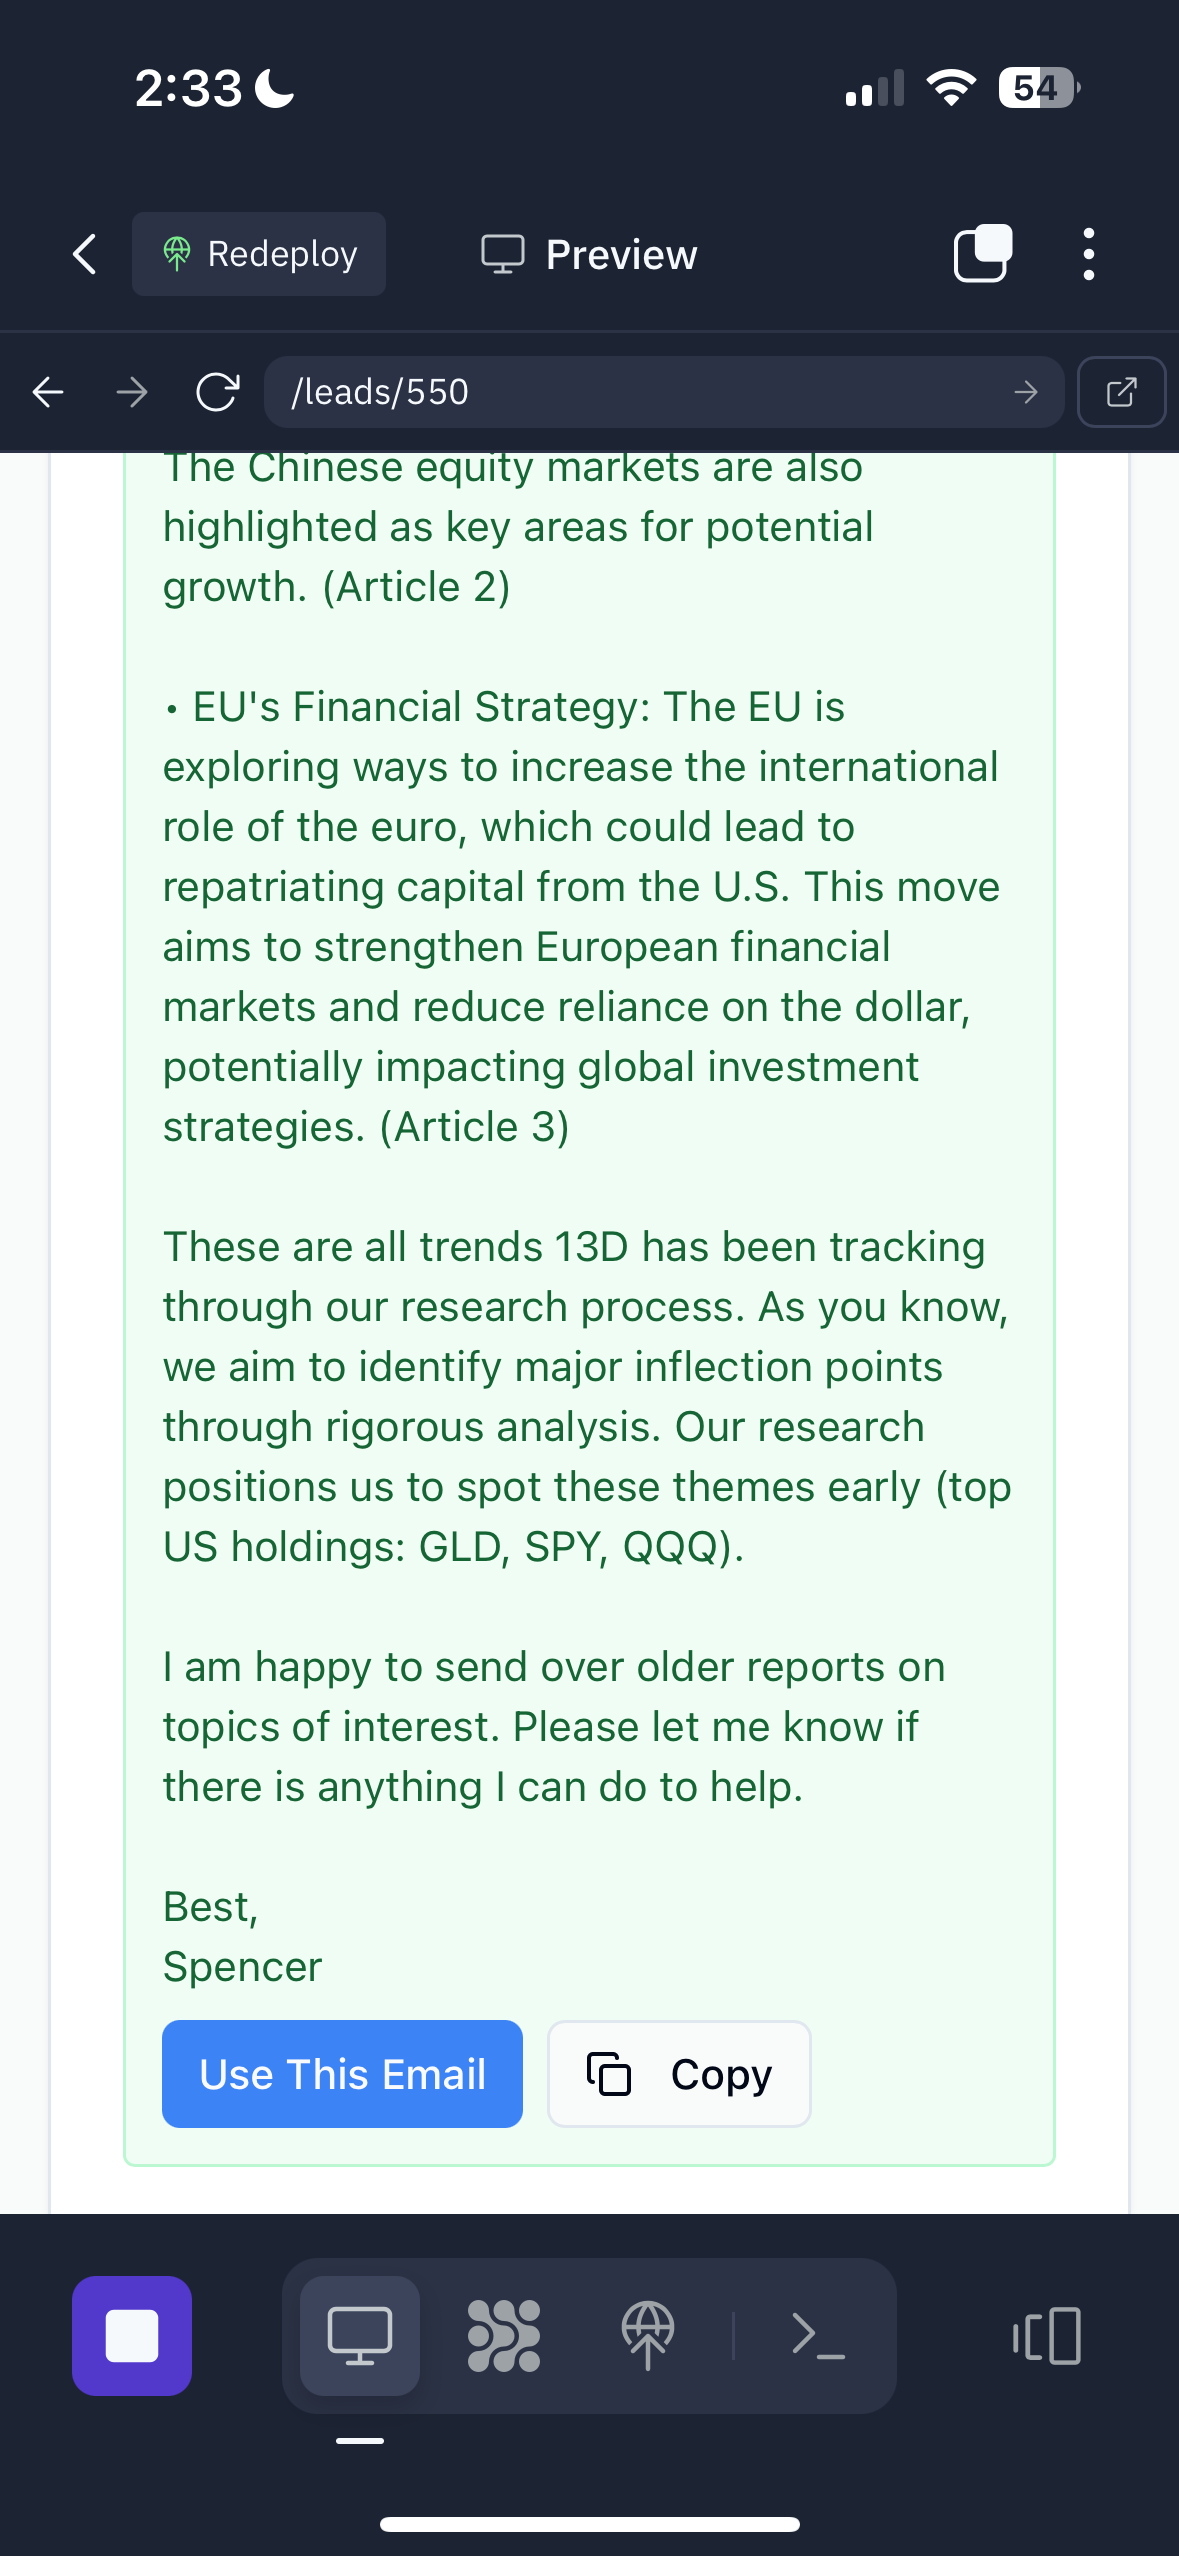 2:33
54
Redeploy
Preview
/leads/550
The Chinese equity markets are also
highlighted as key areas for potential
growth. (Article 2)
• EU's Financial Strategy: The EU is
exploring ways to increase the international
role of the euro, which could lead to
repatriating capital from the U.S. This move
aims to strengthen European financial
markets and reduce reliance on the dollar,
potentially impacting global investment
strategies. (Article 3)
These are all trends 13D has been tracking
through our research process. As you know,
we aim to identify major inflection points
through rigorous analysis. Our research
positions us to spot these themes early (top
US holdings: GLD, SPY, QQQ).
I am happy to send over older reports on
topics of interest. Please let me know if
there is anything I can do to help.
Best,
Spencer
Use This Email
Copy